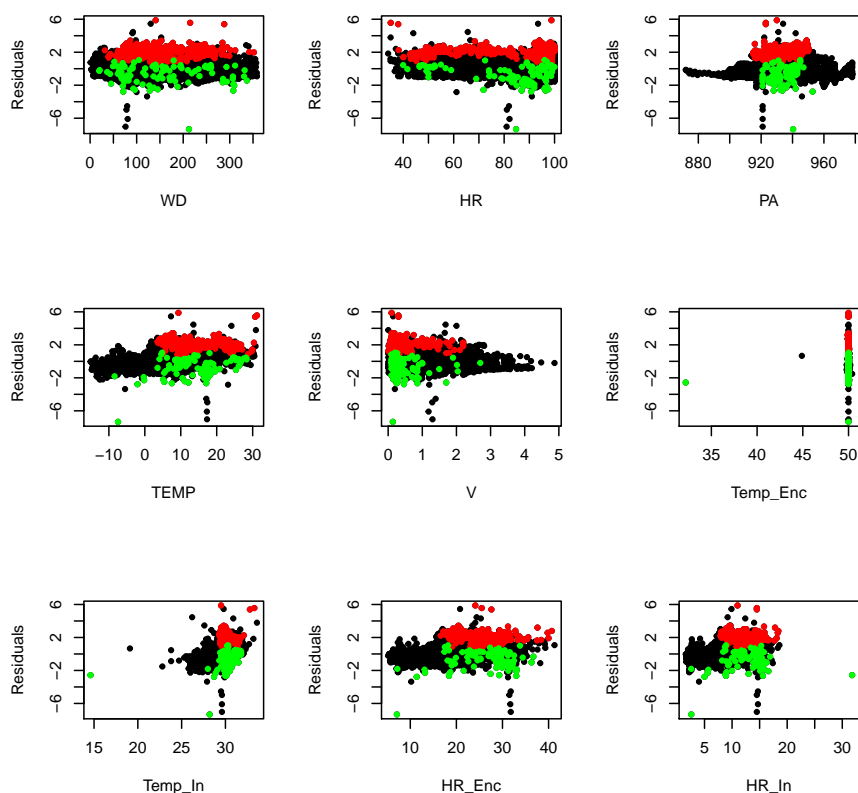 Residuals
6
2
−2
−6
0 100 200 300
WD
Residuals
6
2
−2
−6
40 60 80 100
HR
Residuals
6
2
−2
−6
880 920 960
PA
Residuals
6
2
−2
−6
−10 0 10 20 30
TEMP
Residuals
6
2
−2
−6
0 1 2 3 4 5
V
Residuals
6
2
−2
−6
35 40 45 50
Temp_Enc
Residuals
6
2
−2
−6
15 20 25 30
Temp_In
Residuals
6
2
−2
−6
10 20 30 40
HR_Enc
Residuals
6
2
−2
−6
5 10 20 30
HR_In